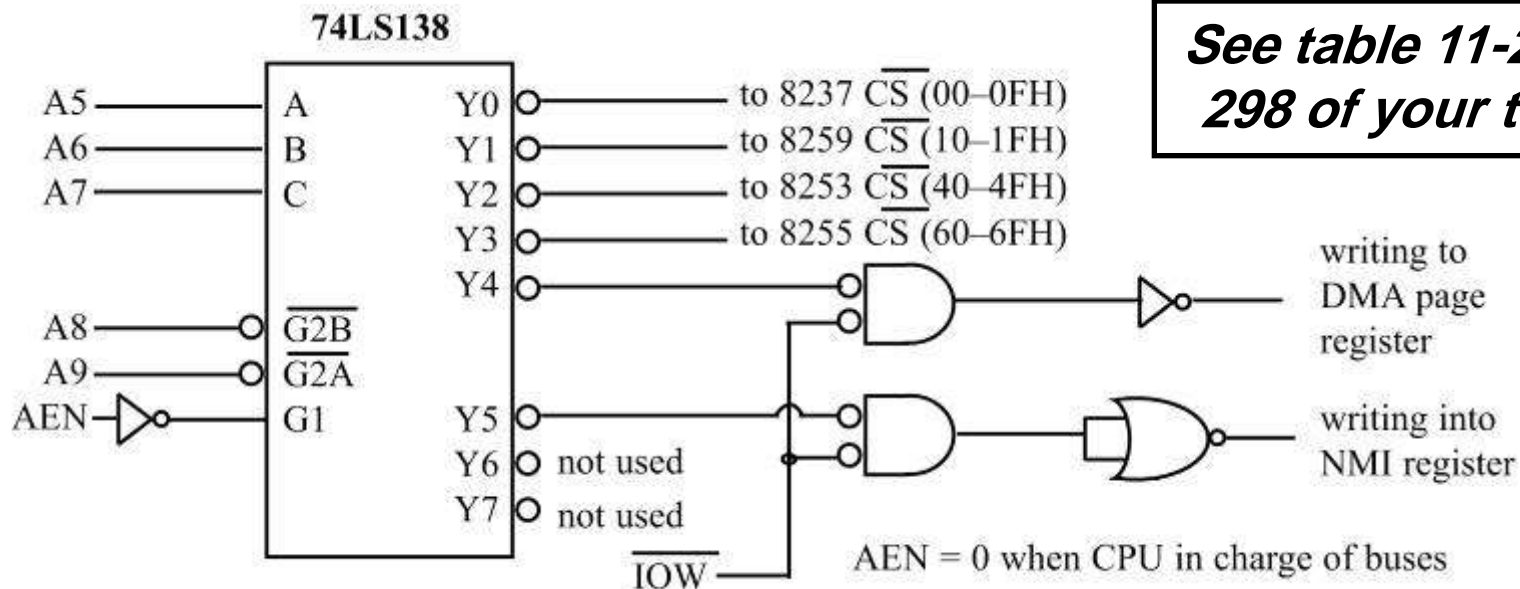 74LS138
See table 11-2
298 of your t
A5
A6
A7
A8
A9
AEN
A
B
C
G2B
G2A
G1
Y0
Y1
Y2
Y3
Y4
Y5
Y6
Y7
to 8237 CS (00–0FH)
to 8259 CS (10–1FH)
to 8253 CS (40–4FH)
to 8255 CS (60–6FH)
not used
not used
writing to
DMA page
register
writing into
NMI register
IOW
AEN = 0 when CPU in charge of buses